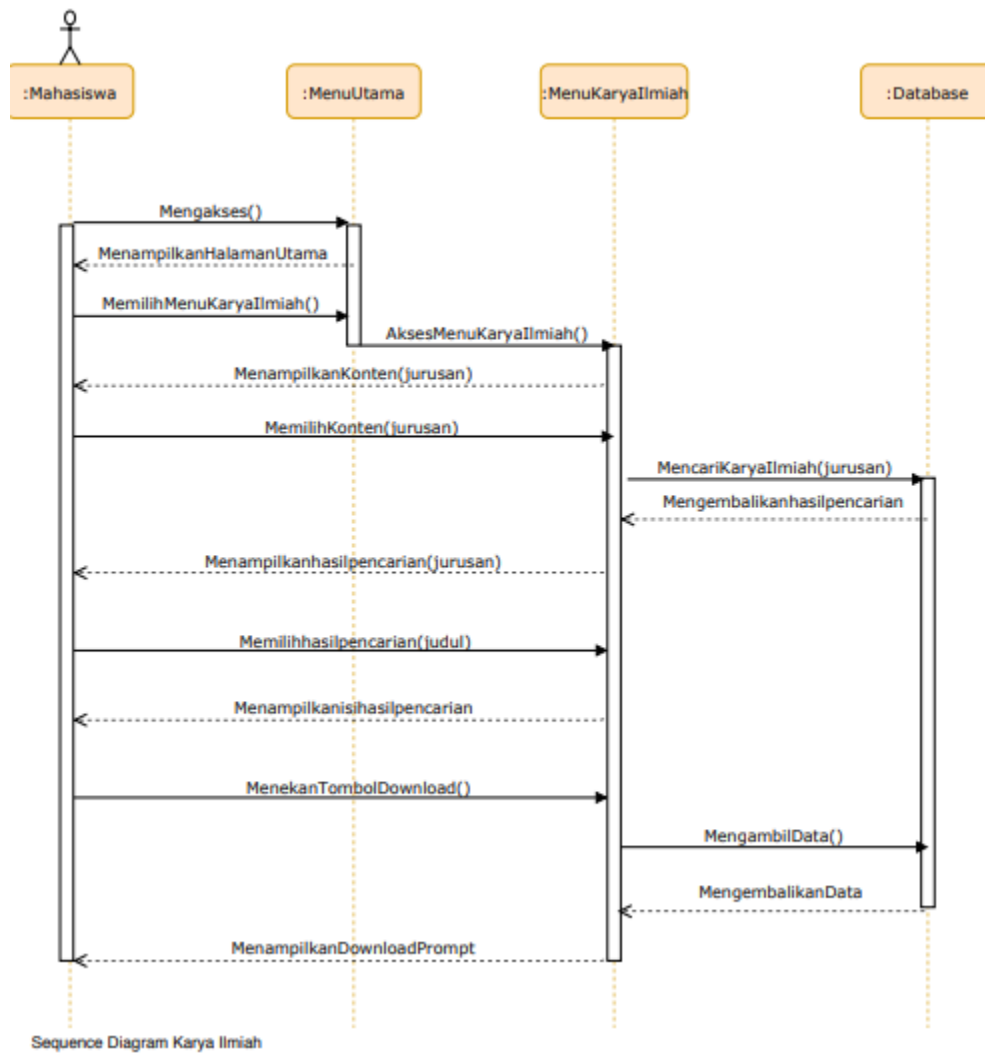 :Mahasiswa
:MenuUtama
:MenuKaryaIlmiah
:Database
Mengakses()
MenampilkanHalamanUtama
MemilihMenuKaryaIlmiah()
AksesMenuKaryaIlmiah()
MenampilkanKonten(jurusan)
MemilihKonten(jurusan)
MencariKaryaIlmiah(jurusan)
Mengembalikanhasilpencarian
Menampilkanhasilpencarian(jurusan)
Memilihhasilpencarian(judul)
Menampilkanisihasilpencarian
MenekanTombolDownload()
MengambilData()
MengembalikanData
MenampilkanDownloadPrompt
Sequence Diagram Karya Ilmiah